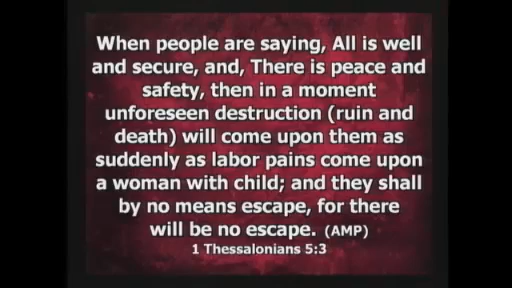 When people are saying, All is well
and secure, and, There is peace and
safety, then in a moment
unforeseen destruction (ruin and
death) will come upon them as
suddenly as labor pains come upon
a woman with child; and they shall
by no means escape, for there
will be no escape. (AMP)
1 Thessalonians 5:3